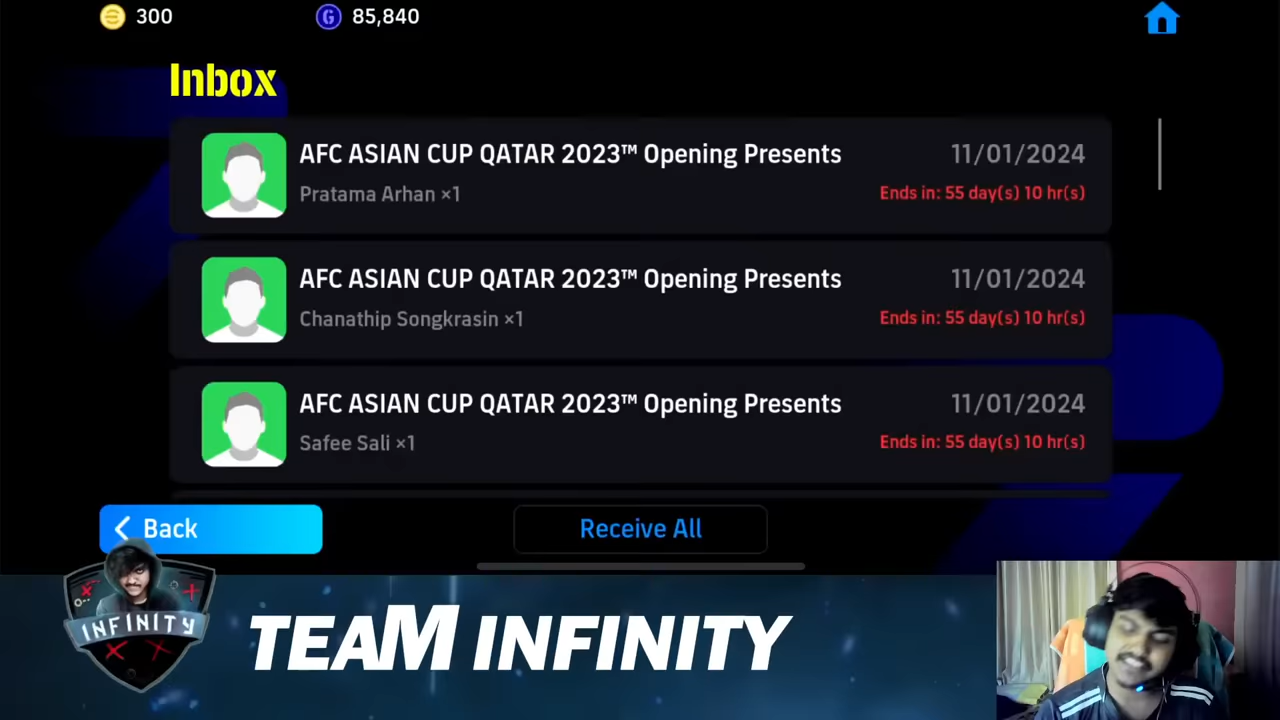 300
85,840
Inbox
AFC ASIAN CUP QATAR 2023™ Opening Presents
11/01/2024
Pratama Arhan ×1
Ends in: 55 day(s) 10 hr(s)
AFC ASIAN CUP QATAR 2023™ Opening Presents
11/01/2024
Chanathip Songkrasin ×1
Ends in: 55 day(s) 10 hr(s)
AFC ASIAN CUP QATAR 2023™ Opening Presents
11/01/2024
Safee Sali ×1
Ends in: 55 day(s) 10 hr(s)
Back
Receive All
INFINITY
TEAM INFINITY